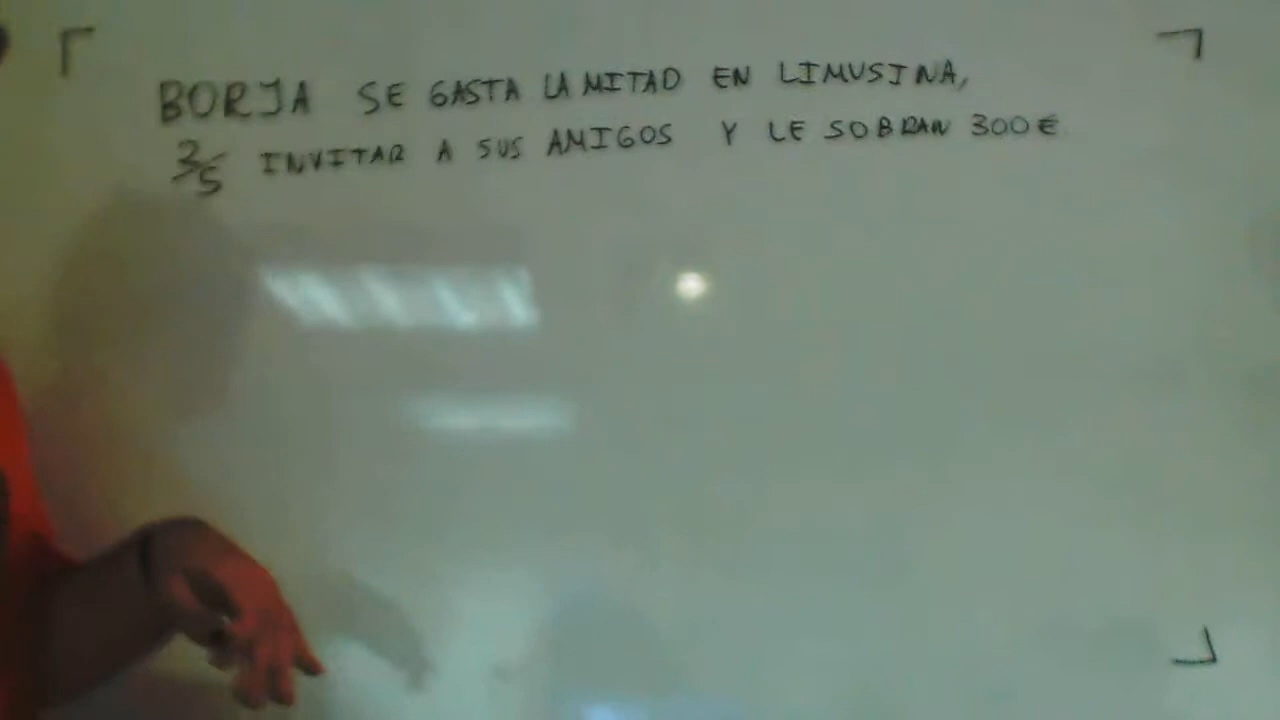 BORJA SE GASTA LA MITAD EN LIMUSINA,
3/5 INVITAR A SUS AMIGOS Y LE SOBRAN 300€